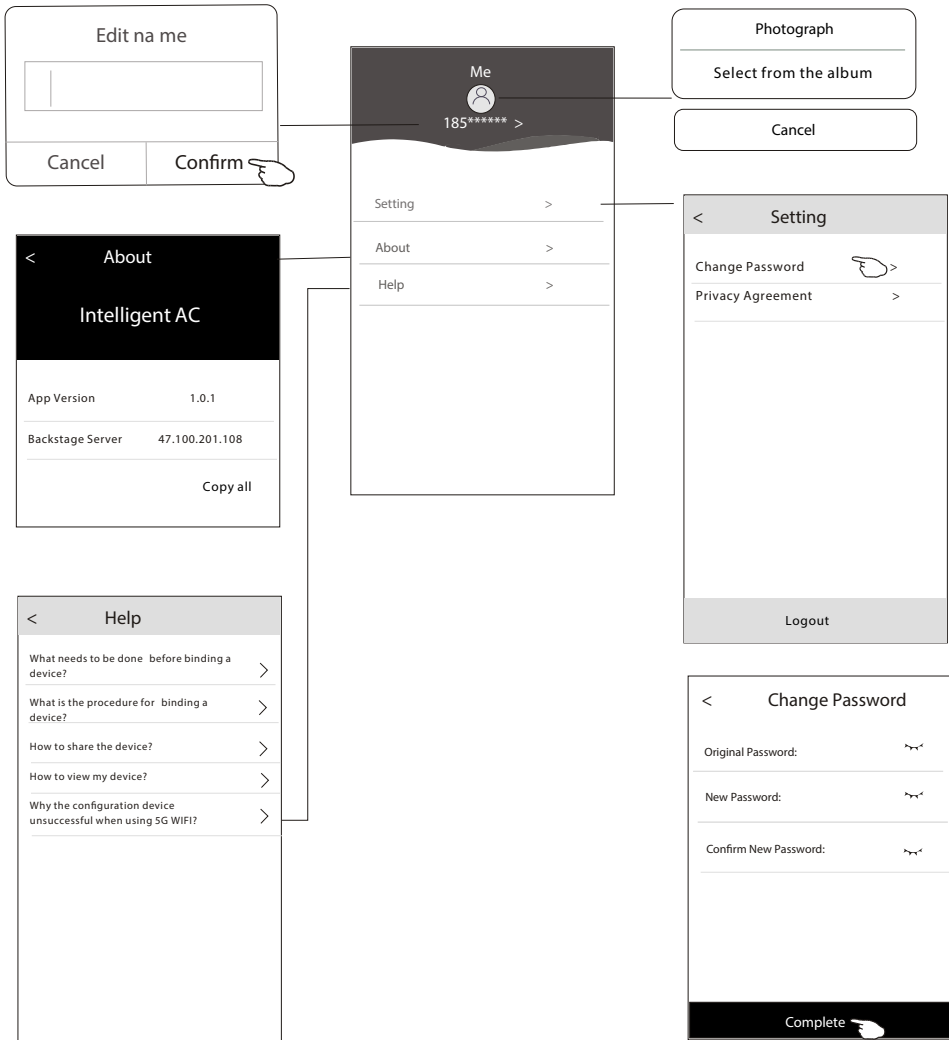 Edit na me
Cancel
Confirm
Me
185****** >
Setting >
About >
Help >
Photograph
Select from the album
Cancel
< About
Intelligent AC
App Version 1.0.1
Backstage Server 47.100.201.108
Copy all
< Setting
Change Password >
Privacy Agreement >
Logout
< Help
What needs to be done before binding a
device?
What is the procedure for binding a
device?
How to share the device?
How to view my device?
Why the configuration device
unsuccessful when using 5G WIFI?
< Change Password
Original Password:
New Password:
Confirm New Password:
Complete